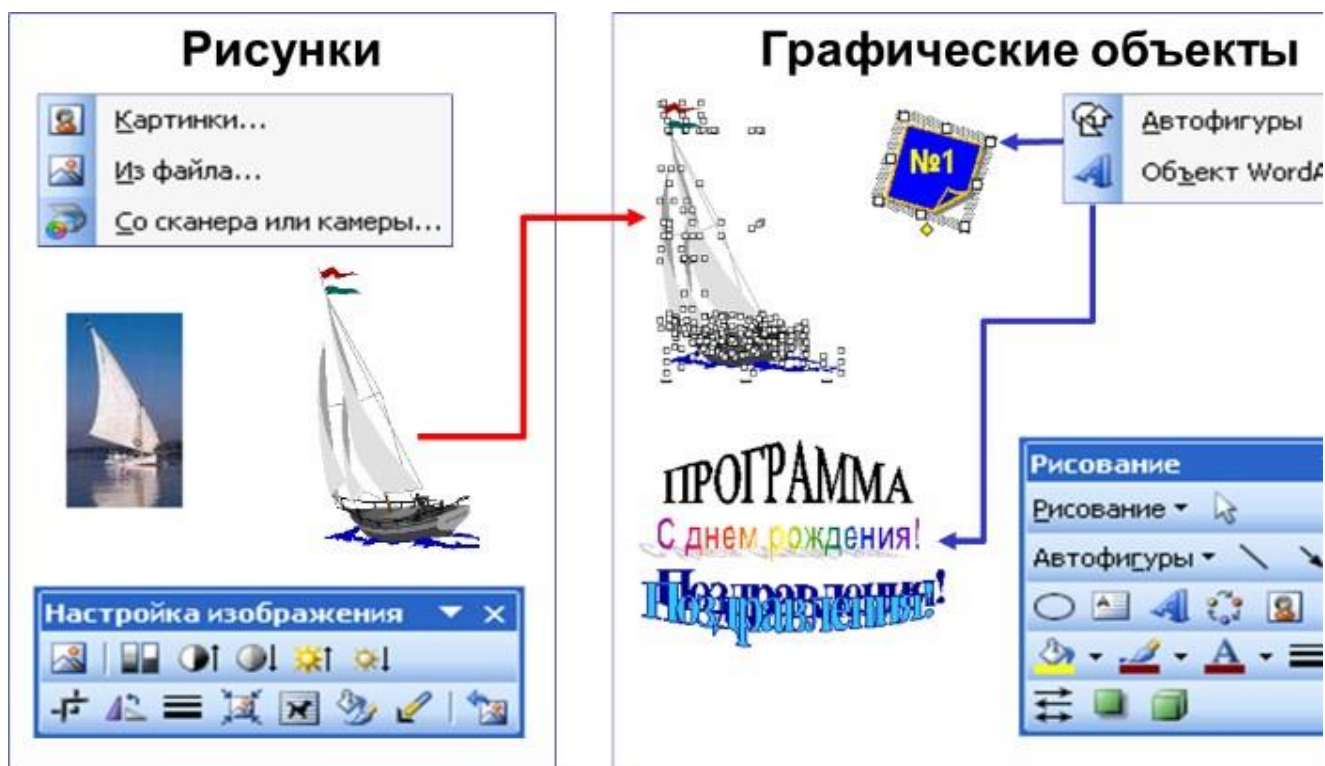 Рисунки
Картинки...
Из файла...
Со сканера или камеры...
Настройка изображения
Графические объекты
№1
Автофигуры
Объект WordA
ПРОГРАММА
С днем рождения!
Поздравления!
Рисование
Рисование
Автофигуры